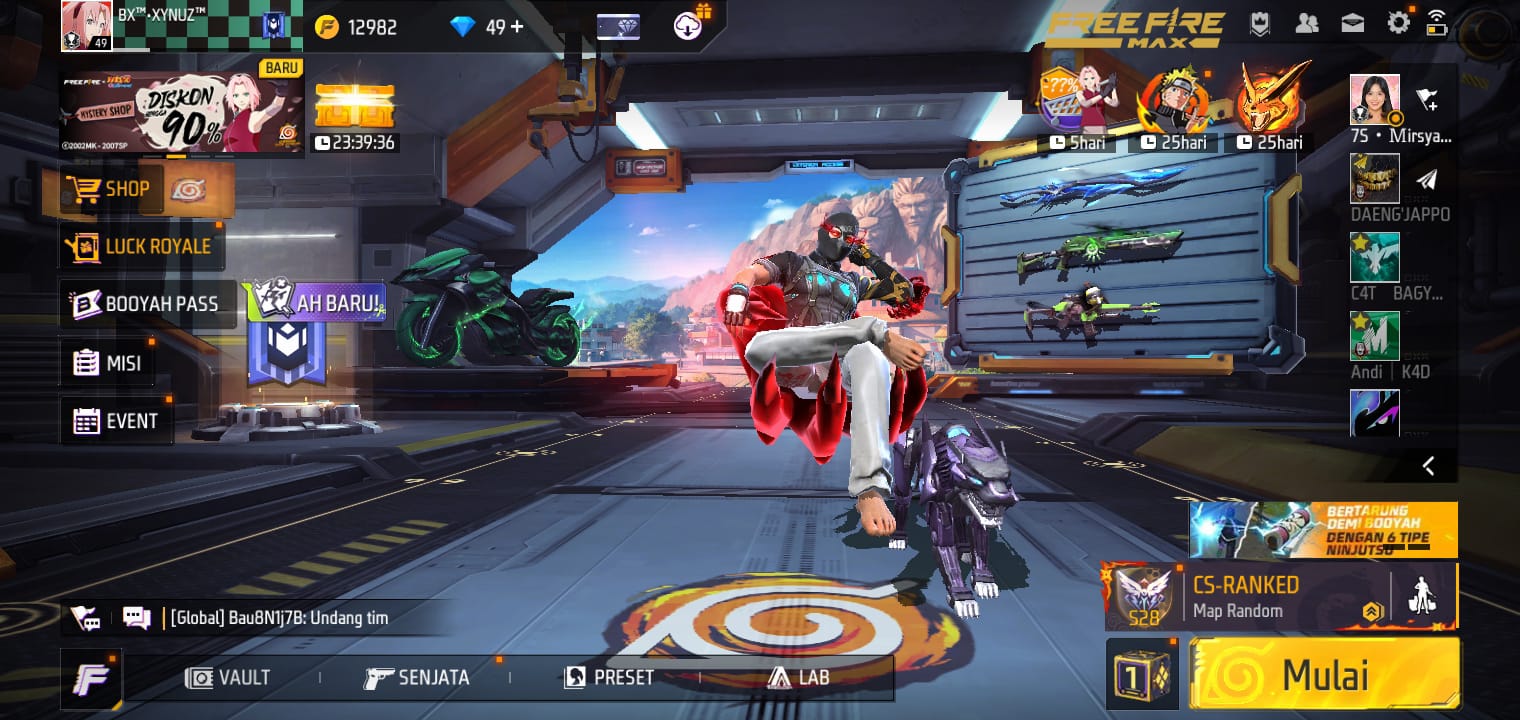 BX™·XYNUZ™
49
12982
49 +
FREE FIRE
MAX
BARU
FREE FIRE
MYSTERY SHOP
DISKON
HINGGA
90%
©2002MK - 2007SP
23:39:36
-??%
5hari
25hari
25hari
75 • Mirsya...
SHOP
DAENG'JAPPO
LUCK ROYALE
C4T BAGY...
BOOYAH PASS
AH BARU!
MISI
Andi | K4D
EVENT
BERTARUNG
DEMI BOOYAH
DENGAN 6 TIPE
NINJUTSU
CS-RANKED
Map Random
S28
[Global] Bau8N1j7B: Undang tim
VAULT
SENJATA
PRESET
LAB
1
Mulai